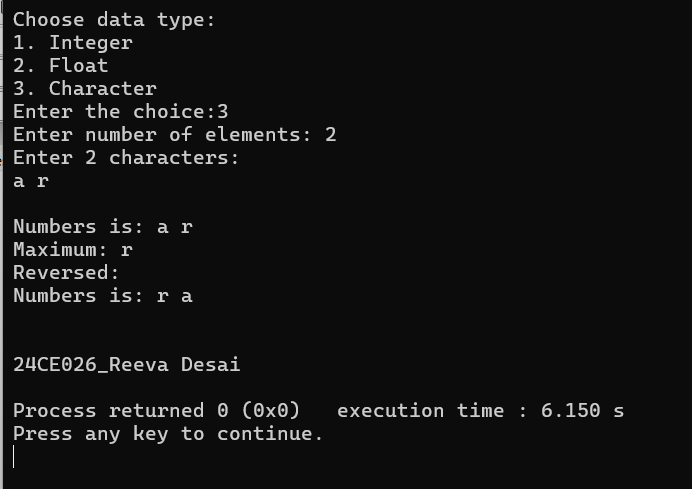 Choose data type:
1. Integer
2. Float
3. Character
Enter the choice:3
Enter number of elements: 2
Enter 2 characters:
a r
Numbers is: a r
Maximum: r
Reversed:
Numbers is: r a
24CE026_Reeva Desai
Process returned 0 (0x0)   execution time : 6.150 s
Press any key to continue.